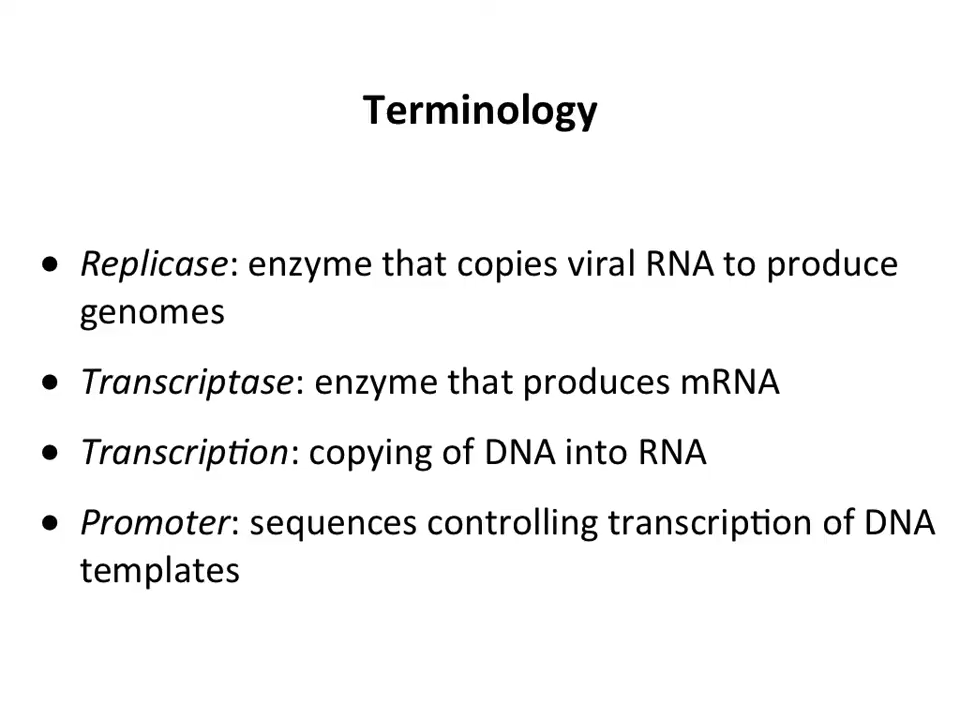 Terminology
• Replicase: enzyme that copies viral RNA to produce
genomes
• Transcriptase: enzyme that produces mRNA
• Transcription: copying of DNA into RNA
• Promoter: sequences controlling transcription of DNA
templates